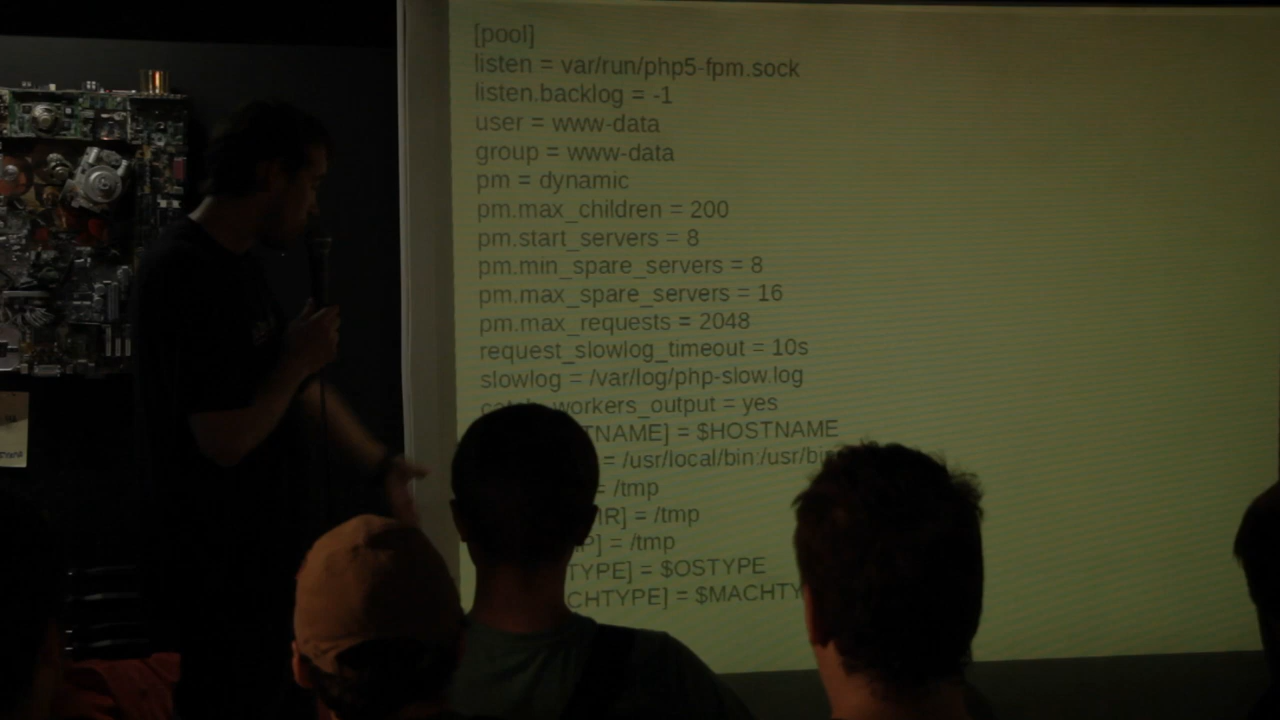 [pool]
listen = var/run/php5-fpm.sock
listen.backlog = -1
user = www-data
group = www-data
pm = dynamic
pm.max_children = 200
pm.start_servers = 8
pm.min_spare_servers = 8
pm.max_spare_servers = 16
pm.max_requests = 2048
request_slowlog_timeout = 10s
slowlog = /var/log/php-slow.log
workers_output = yes
TNAME] = $HOSTNAME
= /usr/local/bin:/usr/bin
= /tmp
IR] = /tmp
P] = /tmp
TYPE] = $OSTYPE
CHTYPE] = $MACHTY